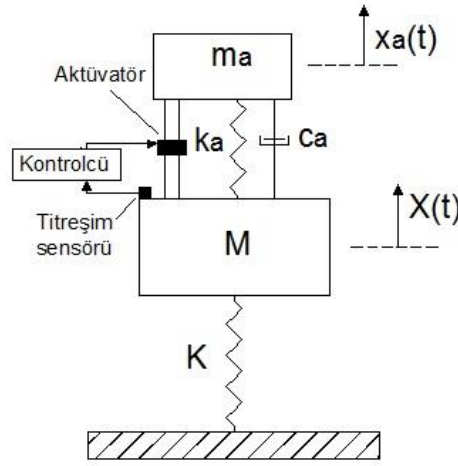 ma
xa(t)
Aktüvatör
ka
ca
Kontrolcü
Titreşim
sensörü
X(t)
M
K